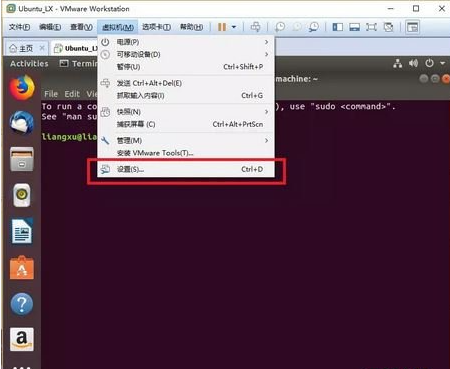 Ubuntu_LX - VMware Workstation
文件(F) 编辑(E) 查看(V) 虚拟机(M) 选项卡(T) 帮助(H)
主页 Ubuntu_L
Activities Termin
电源(P)
可移动设备(D)
暂停(U) Ctrl+Shift+P
发送 Ctrl+Alt+Del(E)
抓取输入内容(I) Ctrl+G
快照(N)
捕获屏幕 (C) Ctrl+Alt+PrtScn
管理(M)
安装 VMware Tools(T)...
设置(S)... Ctrl+D
machine: ~
File Edit View
To run a co ), use "sudo <command>".
See "man su
liangxu@lia